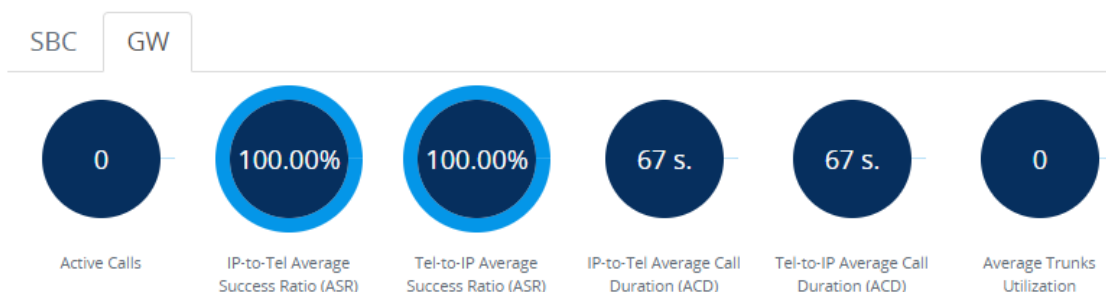 SBC GW
0 100.00% 100.00% 67 s. 67 s. 0
Active Calls IP-to-Tel Average Tel-to-IP Average IP-to-Tel Average Call Tel-to-IP Average Call Average Trunks
Success Ratio (ASR) Success Ratio (ASR) Duration (ACD) Duration (ACD) Utilization